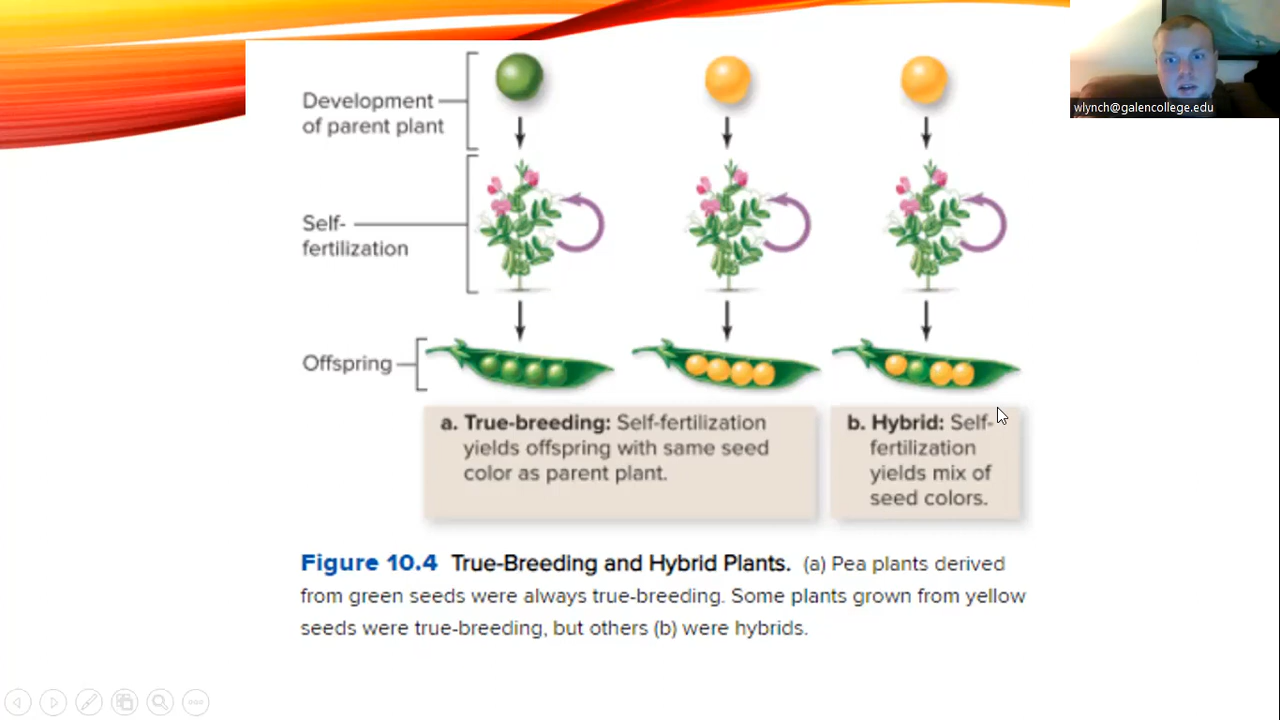 wlynch@galencollege.edu
Development
of parent plant
Self-
fertilization
Offspring
a. True-breeding: Self-fertilization
yields offspring with same seed
color as parent plant.
b. Hybrid: Self-
fertilization
yields mix of
seed colors.
Figure 10.4 True-Breeding and Hybrid Plants. (a) Pea plants derived
from green seeds were always true-breeding. Some plants grown from yellow
seeds were true-breeding, but others (b) were hybrids.